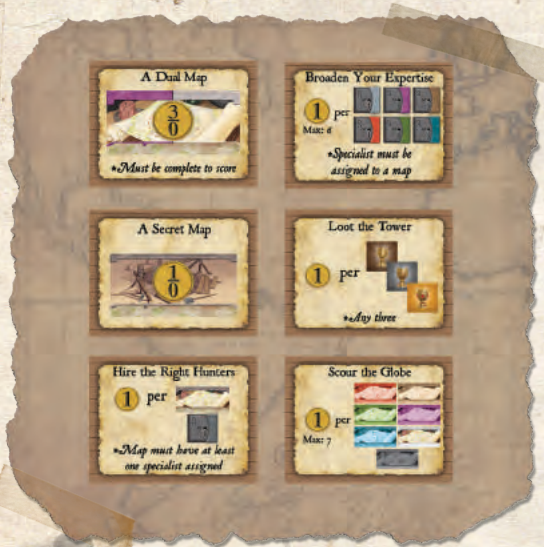 A Dual Map
3
0
*Must be complete to score
Broaden Your Expertise
1 per
Max: 6
*Specialist must be
assigned to a map
A Secret Map
1
0
Loot the Tower
1 per
*Any three
Hire the Right Hunters
1 per
*Map must have at least
one specialist assigned
Scour the Globe
1 per
Max: 7